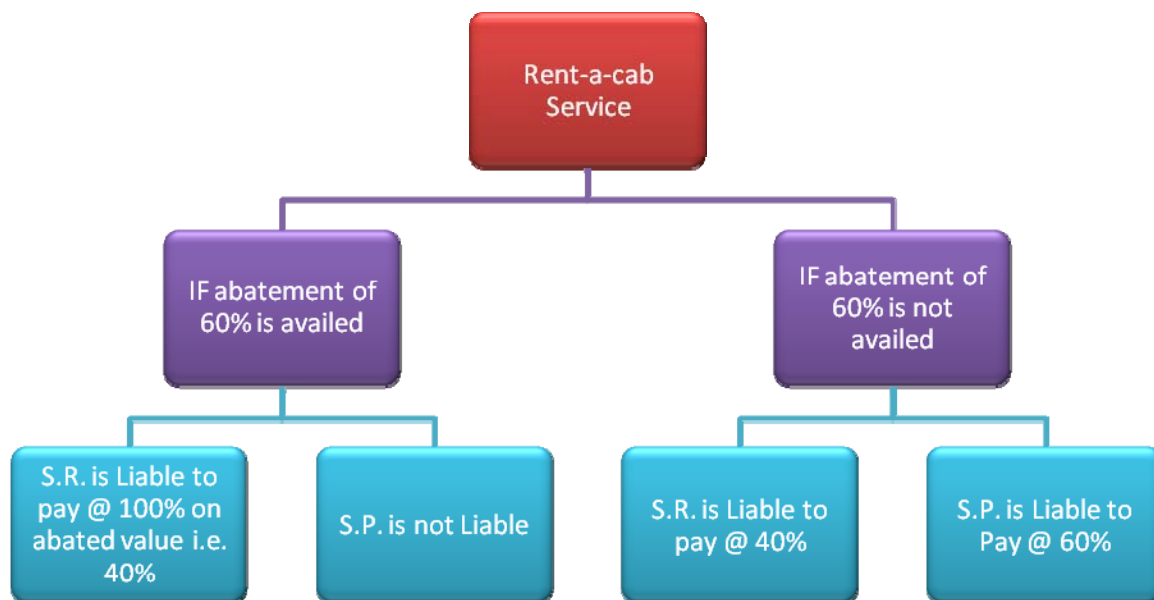 Rent-a-cab
Service
IF abatement of
60% is availed
IF abatement of
60% is not
availed
S.R. is Liable to
pay @ 100% on
abated value i.e.
40%
S.P. is not Liable
S.R. is Liable to
pay @ 40%
S.P. is Liable to
Pay @ 60%